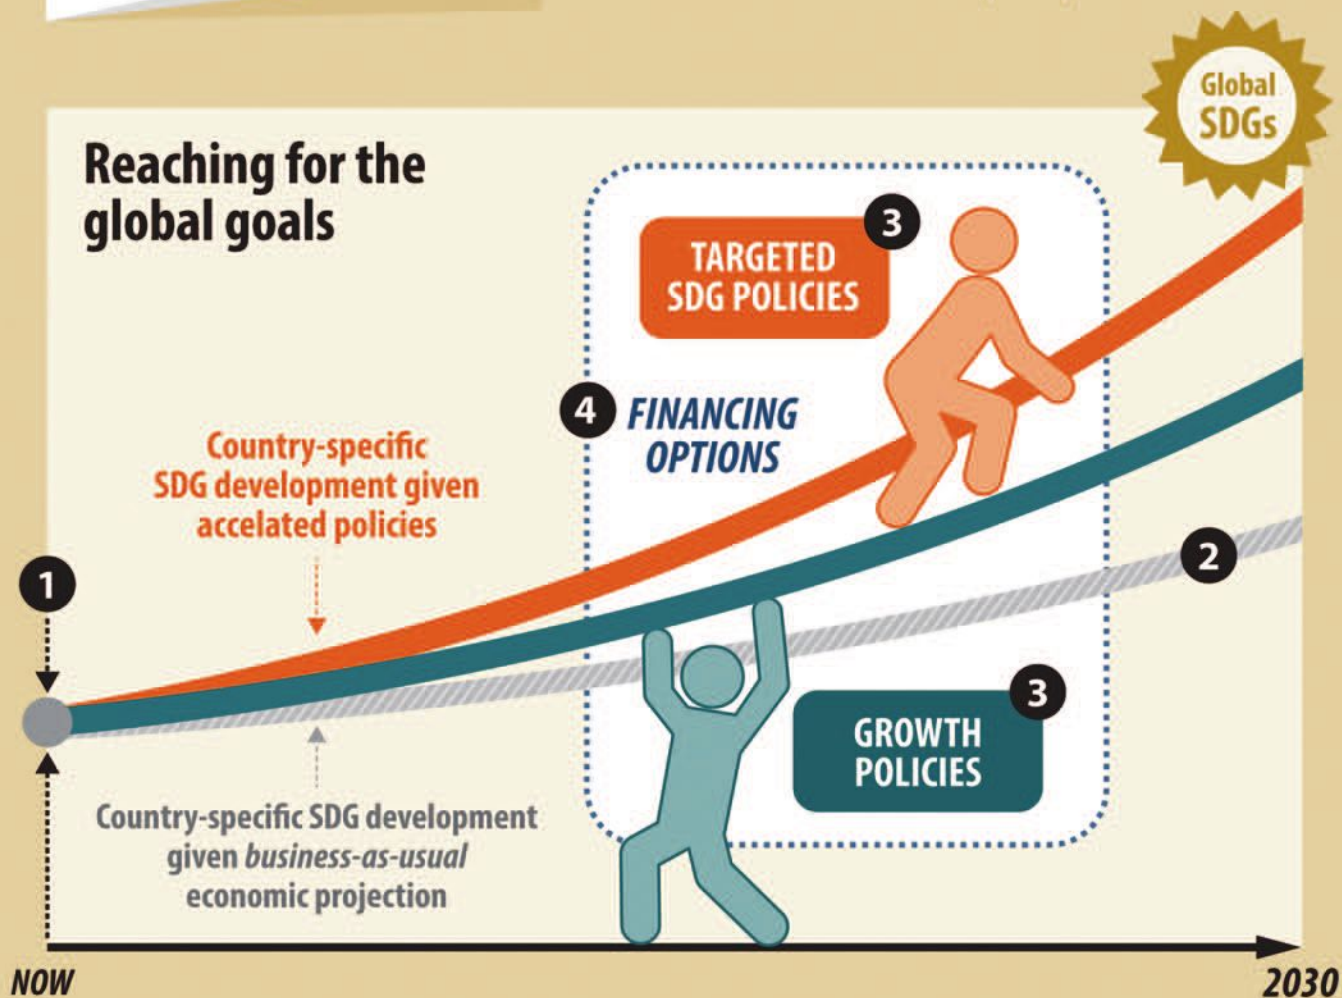 Global
SDGs
Reaching for the
global goals
3
TARGETED
SDG POLICIES
4
FINANCING
OPTIONS
Country-specific
SDG development given
accelated policies
1
2
3
GROWTH
POLICIES
Country-specific SDG development
given business-as-usual
economic projection
NOW
2030